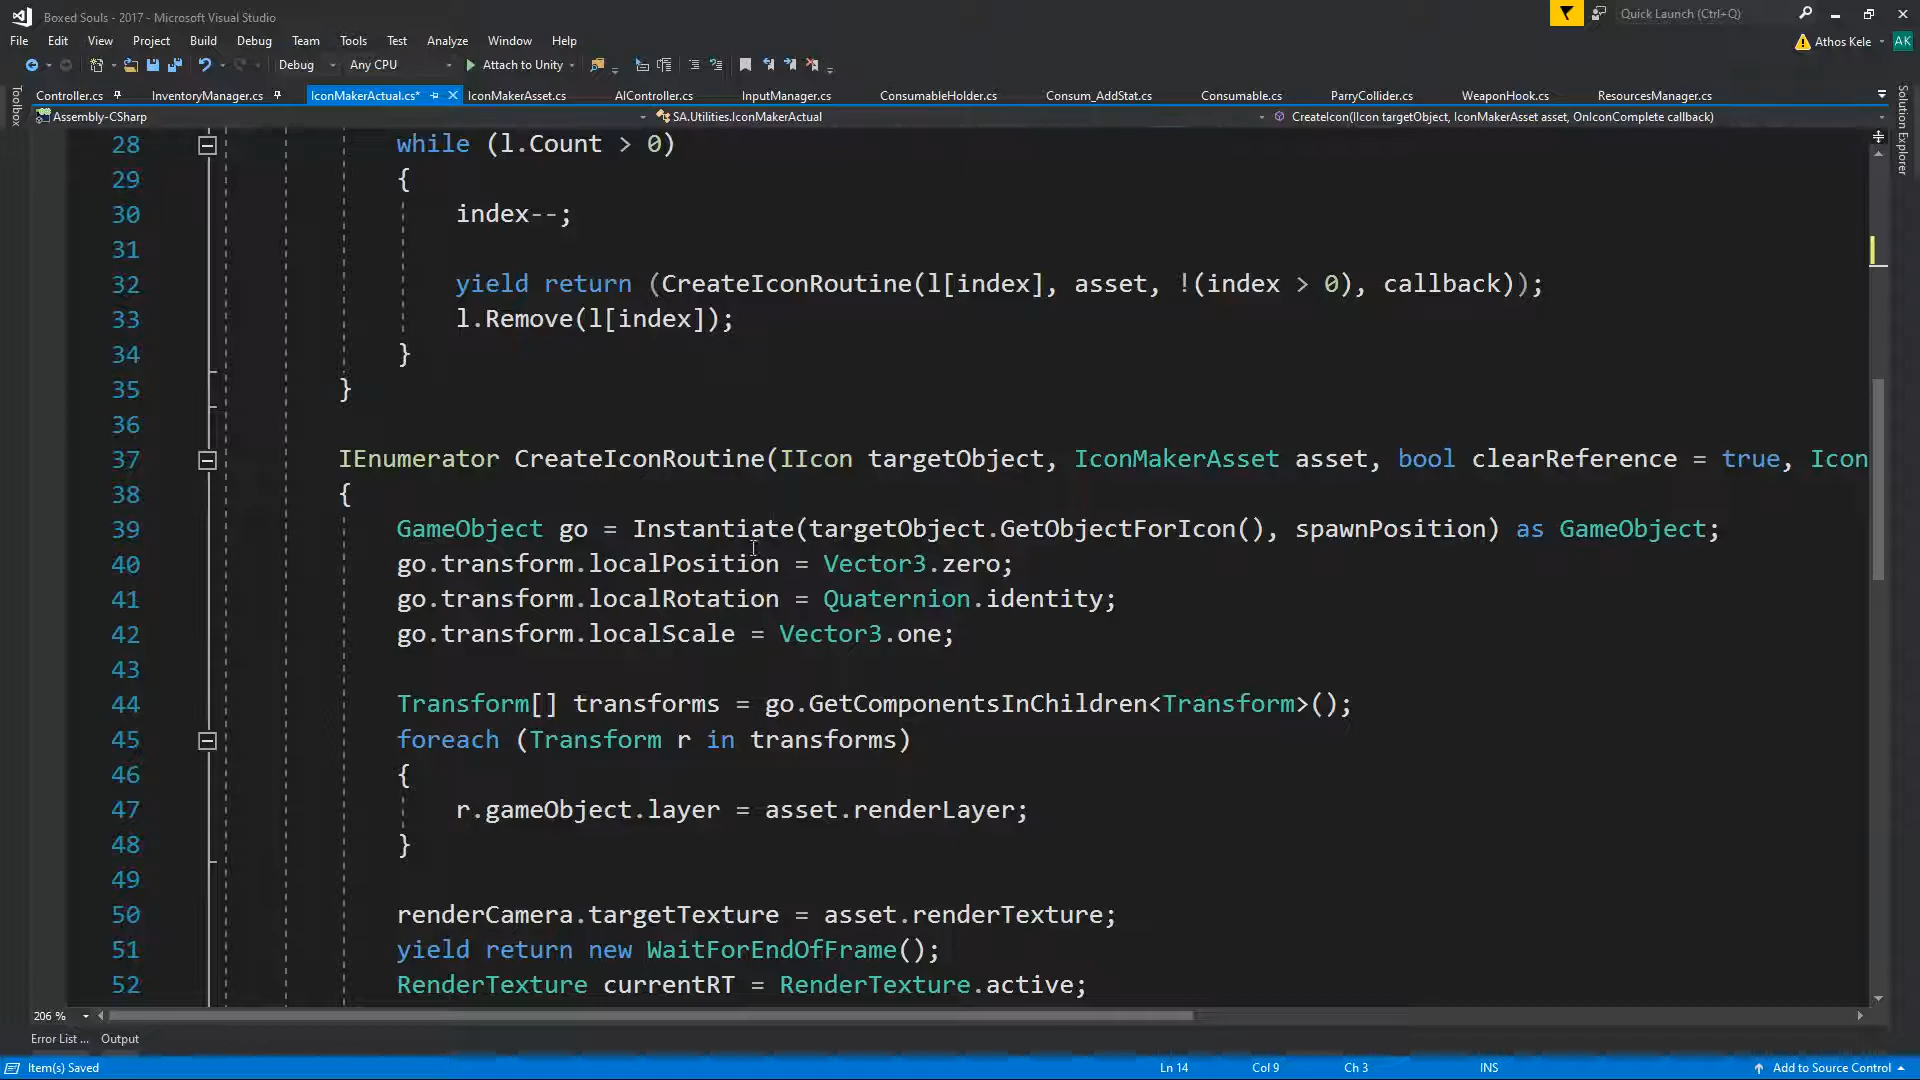 Boxed Souls - 2017 - Microsoft Visual Studio
Quick Launch (Ctrl+Q)
File Edit View Project Build Debug Team Tools Test Analyze Window Help
Athos Kele AK
Debug Any CPU Attach to Unity
Toolbox
Controller.cs InventoryManager.cs IconMakerActual.cs* IconMakerAsset.cs AIController.cs InputManager.cs ConsumableHolder.cs Consum_AddStat.cs Consumable.cs ParryCollider.cs WeaponHook.cs ResourcesManager.cs
Solution Explorer
Assembly-CSharp SA.Utilities.IconMakerActual CreateIcon(IIcon targetObject, IconMakerAsset asset, OnIconComplete callback)
28 while (l.Count > 0)
29 {
30 index--;
31
32 yield return (CreateIconRoutine(l[index], asset, !(index > 0), callback));
33 l.Remove(l[index]);
34 }
35 }
36
37 IEnumerator CreateIconRoutine(IIcon targetObject, IconMakerAsset asset, bool clearReference = true, Icon
38 {
39 GameObject go = Instantiate(targetObject.GetObjectForIcon(), spawnPosition) as GameObject;
40 go.transform.localPosition = Vector3.zero;
41 go.transform.localRotation = Quaternion.identity;
42 go.transform.localScale = Vector3.one;
43
44 Transform[] transforms = go.GetComponentsInChildren<Transform>();
45 foreach (Transform r in transforms)
46 {
47 r.gameObject.layer = asset.renderLayer;
48 }
49
50 renderCamera.targetTexture = asset.renderTexture;
51 yield return new WaitForEndOfFrame();
52 RenderTexture currentRT = RenderTexture.active;
206 %
Error List ... Output
Item(s) Saved Ln 14 Col 9 Ch 3 INS Add to Source Control